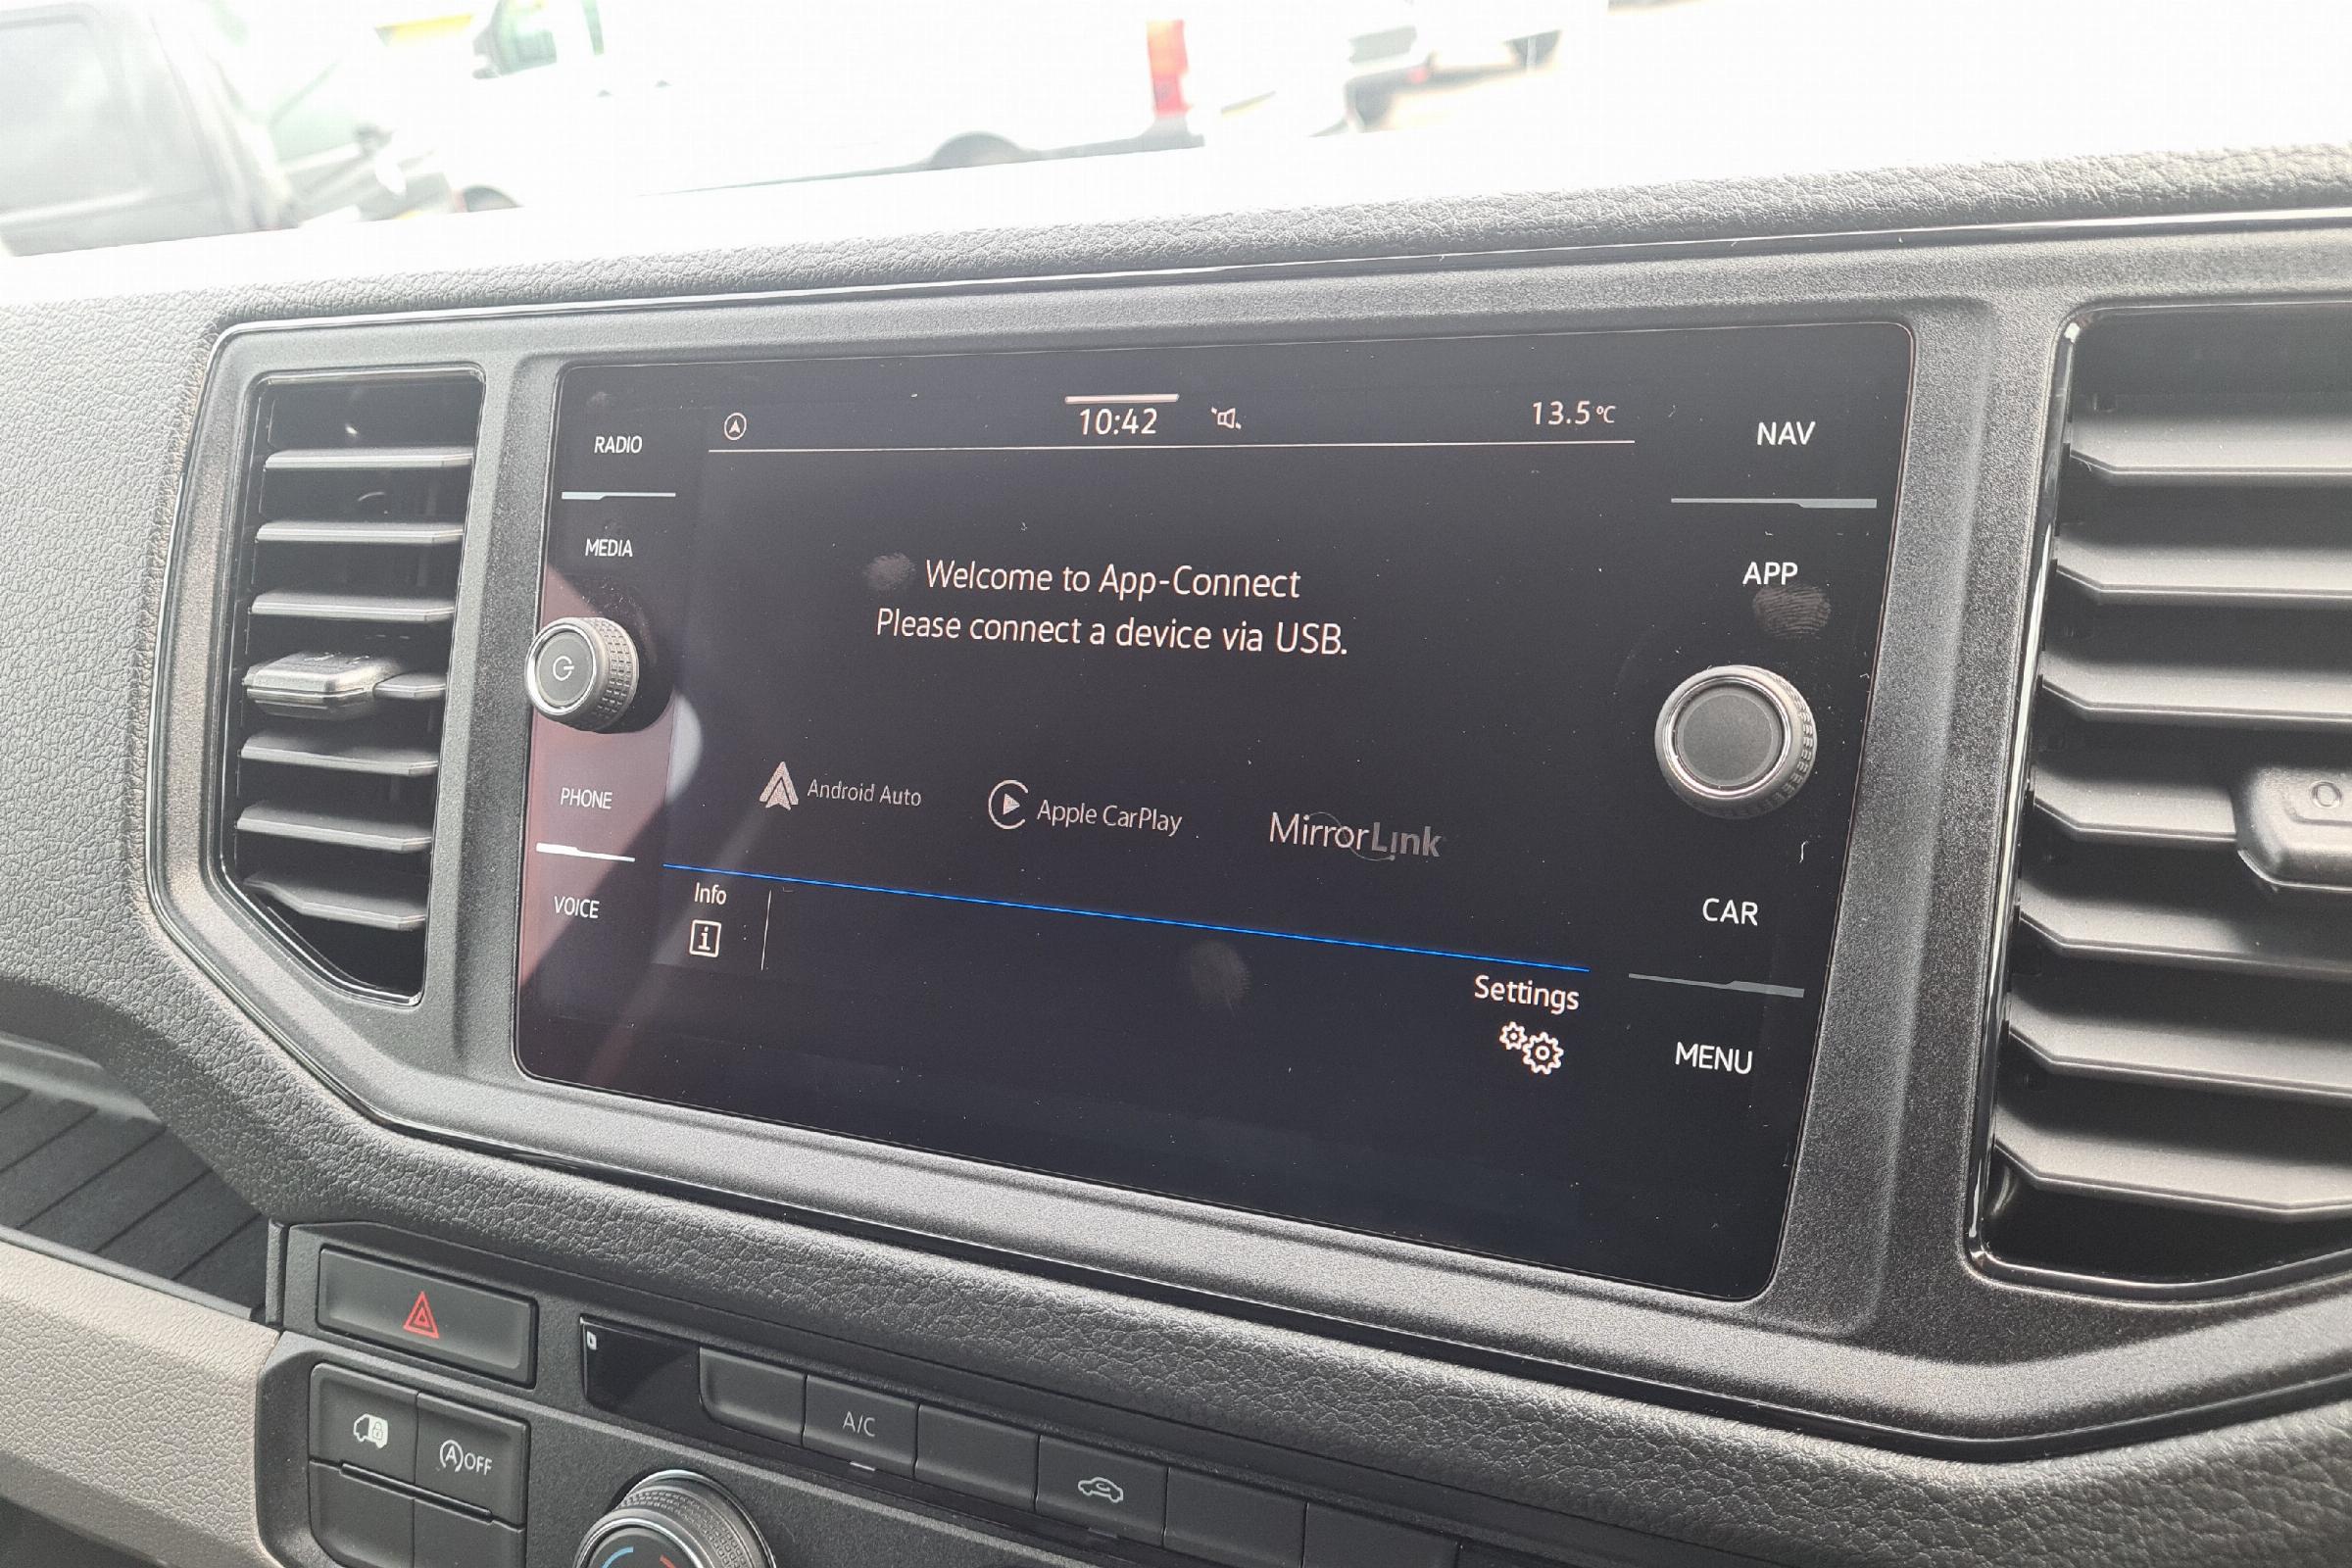 RADIO
MEDIA
PHONE
VOICE
10:42
13.5°C
Welcome to App-Connect
Please connect a device via USB.
Android Auto
Apple CarPlay
MirrorLink
Info
i
Settings
NAV
APP
CAR
MENU
A/C
A OFF